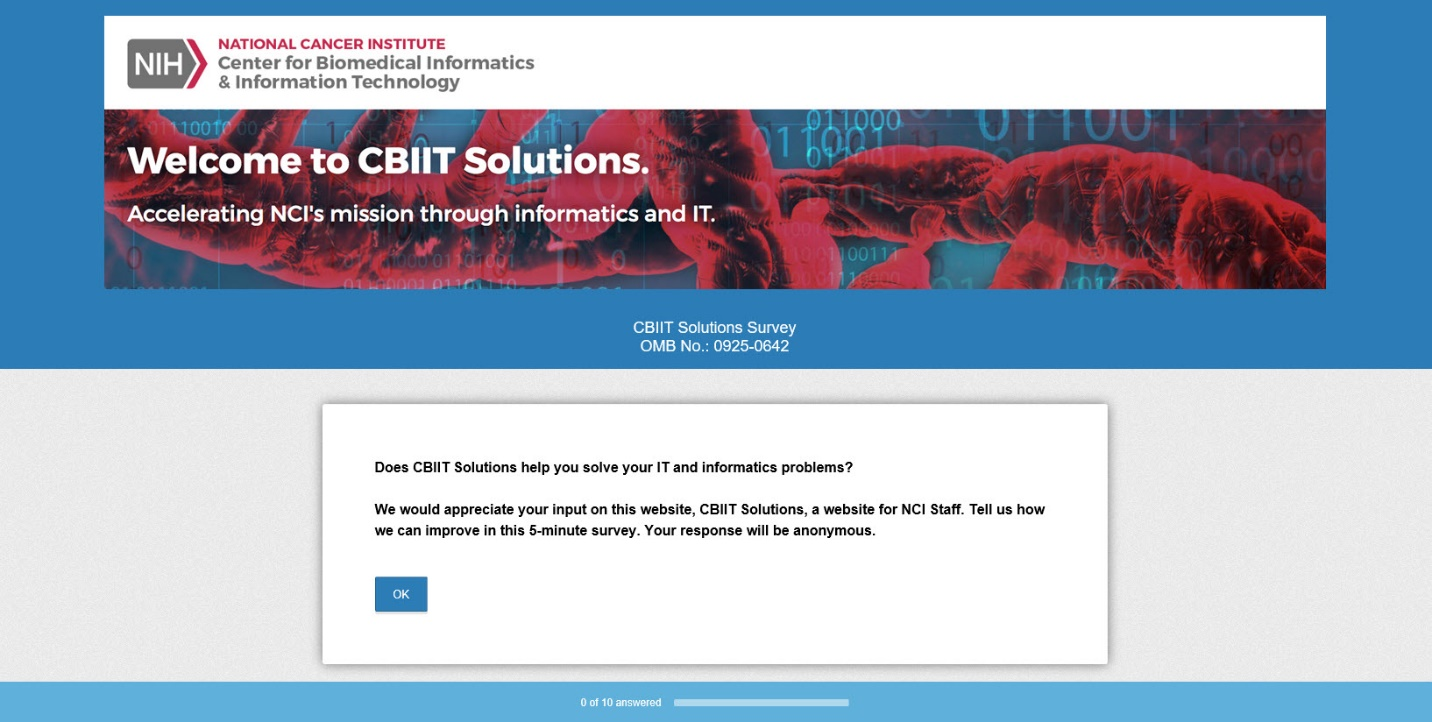 NIH
NATIONAL CANCER INSTITUTE
Center for Biomedical Informatics
& Information Technology
Welcome to CBIIT Solutions.
Accelerating NCI's mission through informatics and IT.
CBIIT Solutions Survey
OMB No.: 0925-0642
Does CBIIT Solutions help you solve your IT and informatics problems?
We would appreciate your input on this website, CBIIT Solutions, a website for NCI Staff. Tell us how
we can improve in this 5-minute survey. Your response will be anonymous.
OK
0 of 10 answered